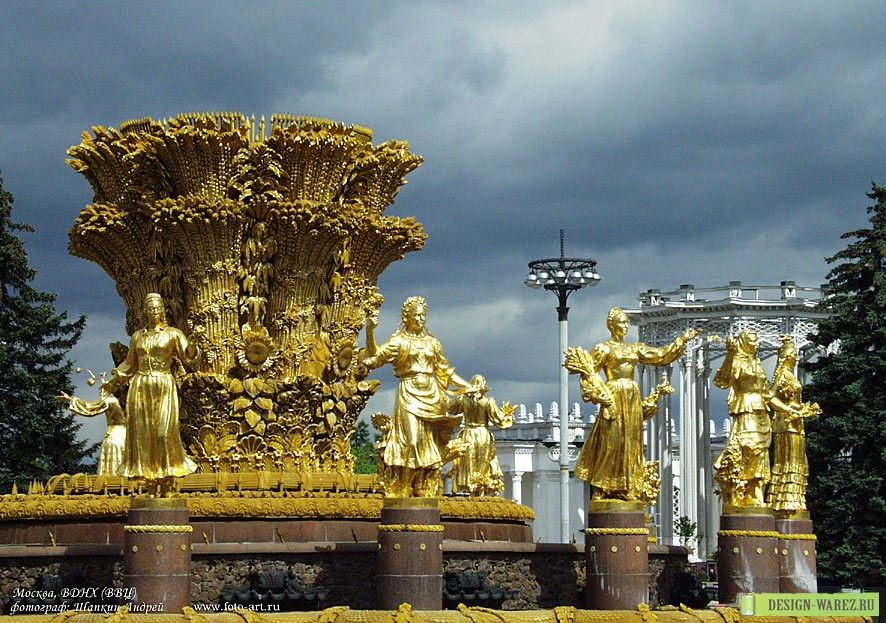 Москва, ВДНХ (ВВЦ)
фотограф: Шапкин Андрей
www.foto-art.ru
DESIGN-WAREZ.RU